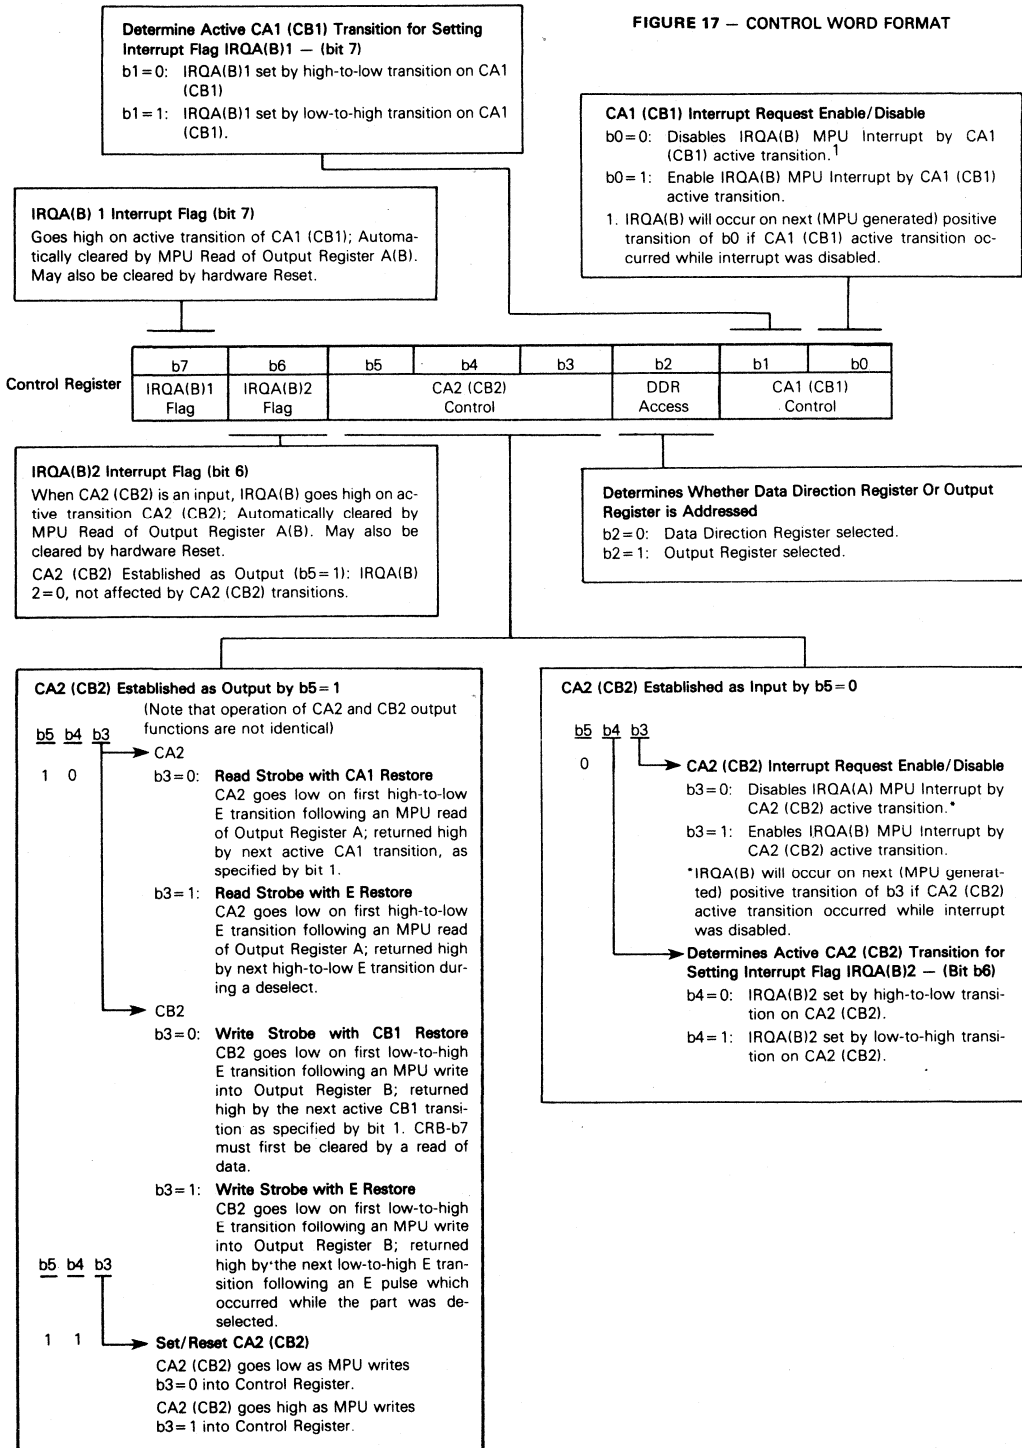 FIGURE 17 — CONTROL WORD FORMAT
Determine Active CA1 (CB1) Transition for Setting
Interrupt Flag IRQA(B)1 — (bit 7)
b1=0: IRQA(B)1 set by high-to-low transition on CA1
(CB1)
b1=1: IRQA(B)1 set by low-to-high transition on CA1
(CB1).
CA1 (CB1) Interrupt Request Enable/Disable
b0=0: Disables IRQA(B) MPU Interrupt by CA1
(CB1) active transition.1
b0=1: Enable IRQA(B) MPU Interrupt by CA1 (CB1)
active transition.
1. IRQA(B) will occur on next (MPU generated) positive
transition of b0 if CA1 (CB1) active transition oc-
curred while interrupt was disabled.
IRQA(B) 1 Interrupt Flag (bit 7)
Goes high on active transition of CA1 (CB1); Automa-
tically cleared by MPU Read of Output Register A(B).
May also be cleared by hardware Reset.
b7 b6 b5 b4 b3 b2 b1 b0
Control Register
IRQA(B)1 IRQA(B)2 CA2 (CB2) DDR CA1 (CB1)
Flag Flag Control Access Control
IRQA(B)2 Interrupt Flag (bit 6)
When CA2 (CB2) is an input, IRQA(B) goes high on ac-
tive transition CA2 (CB2); Automatically cleared by
MPU Read of Output Register A(B). May also be
cleared by hardware Reset.
CA2 (CB2) Established as Output (b5=1): IRQA(B)
2=0, not affected by CA2 (CB2) transitions.
Determines Whether Data Direction Register Or Output
Register is Addressed
b2=0: Data Direction Register selected.
b2=1: Output Register selected.
CA2 (CB2) Established as Output by b5=1
(Note that operation of CA2 and CB2 output
functions are not identical)
b5 b4 b3
CA2
1 0
b3=0: Read Strobe with CA1 Restore
CA2 goes low on first high-to-low
E transition following an MPU read
of Output Register A; returned high
by next active CA1 transition, as
specified by bit 1.
b3=1: Read Strobe with E Restore
CA2 goes low on first high-to-low
E transition following an MPU read
of Output Register A; returned high
by next high-to-low E transition dur-
ing a deselect.
CB2
b3=0: Write Strobe with CB1 Restore
CB2 goes low on first low-to-high
E transition following an MPU write
into Output Register B; returned
high by the next active CB1 transi-
tion as specified by bit 1. CRB-b7
must first be cleared by a read of
data.
b3=1: Write Strobe with E Restore
CB2 goes low on first low-to-high
E transition following an MPU write
into Output Register B; returned
high by the next low-to-high E tran-
sition following an E pulse which
occurred while the part was de-
selected.
b5 b4 b3
1 1
Set/Reset CA2 (CB2)
CA2 (CB2) goes low as MPU writes
b3=0 into Control Register.
CA2 (CB2) goes high as MPU writes
b3=1 into Control Register.
CA2 (CB2) Established as Input by b5=0
b5 b4 b3
0
CA2 (CB2) Interrupt Request Enable/Disable
b3=0: Disables IRQA(A) MPU Interrupt by
CA2 (CB2) active transition.*
b3=1: Enables IRQA(B) MPU Interrupt by
CA2 (CB2) active transition.
*IRQA(B) will occur on next (MPU generat-
ted) positive transition of b3 if CA2 (CB2)
active transition occurred while interrupt
was disabled.
Determines Active CA2 (CB2) Transition for
Setting Interrupt Flag IRQA(B)2 — (Bit b6)
b4=0: IRQA(B)2 set by high-to-low transi-
tion on CA2 (CB2).
b4=1: IRQA(B)2 set by low-to-high transi-
tion on CA2 (CB2).